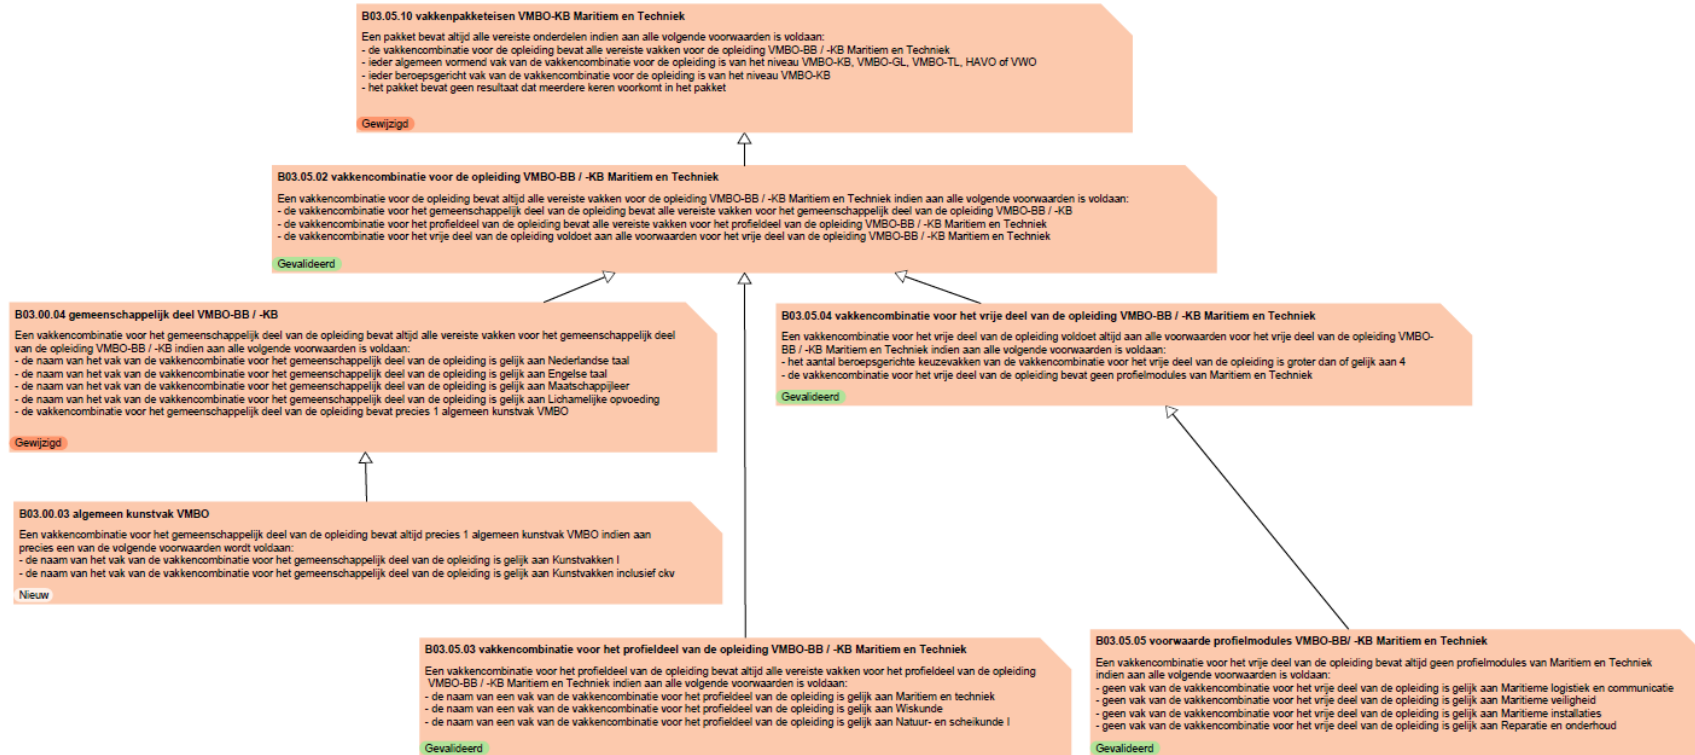 B03.05.10 vakkenpakketeisen VMBO-KB Maritiem en Techniek
Een pakket bevat altijd alle vereiste onderdelen indien aan alle volgende voorwaarden is voldaan:
- de vakkencombinatie voor de opleiding bevat alle vereiste vakken voor de opleiding VMBO-BB / -KB Maritiem en Techniek
- ieder algemeen vormend vak van de vakkencombinatie voor de opleiding is van het niveau VMBO-KB, VMBO-GL, VMBO-TL, HAVO of VWO
- ieder beroepsgericht vak van de vakkencombinatie voor de opleiding is van het niveau VMBO-KB
- het pakket bevat geen resultaat dat meerdere keren voorkomt in het pakket
Gewijzigd
B03.05.02 vakkencombinatie voor de opleiding VMBO-BB / -KB Maritiem en Techniek
Een vakkencombinatie voor de opleiding bevat altijd alle vereiste vakken voor de opleiding VMBO-BB / -KB Maritiem en Techniek indien aan alle volgende voorwaarden is voldaan:
- de vakkencombinatie voor het gemeenschappelijk deel van de opleiding bevat alle vereiste vakken voor het gemeenschappelijk deel van de opleiding VMBO-BB / -KB
- de vakkencombinatie voor het profieldeel van de opleiding bevat alle vereiste vakken voor het profieldeel van de opleiding VMBO-BB / -KB Maritiem en Techniek
- de vakkencombinatie voor het vrije deel van de opleiding voldoet aan alle voorwaarden voor het vrije deel van de opleiding VMBO-BB / -KB Maritiem en Techniek
Gevalideerd
B03.00.04 gemeenschappelijk deel VMBO-BB / -KB
Een vakkencombinatie voor het gemeenschappelijk deel van de opleiding bevat altijd alle vereiste vakken voor het gemeenschappelijk deel
van de opleiding VMBO-BB / -KB indien aan alle volgende voorwaarden is voldaan:
- de naam van het vak van de vakkencombinatie voor het gemeenschappelijk deel van de opleiding is gelijk aan Nederlandse taal
- de naam van het vak van de vakkencombinatie voor het gemeenschappelijk deel van de opleiding is gelijk aan Engelse taal
- de naam van het vak van de vakkencombinatie voor het gemeenschappelijk deel van de opleiding is gelijk aan Maatschappijleer
- de naam van het vak van de vakkencombinatie voor het gemeenschappelijk deel van de opleiding is gelijk aan Lichamelijke opvoeding
- de vakkencombinatie voor het gemeenschappelijk deel van de opleiding bevat precies 1 algemeen kunstvak VMBO
Gewijzigd
B03.05.04 vakkencombinatie voor het vrije deel van de opleiding VMBO-BB / -KB Maritiem en Techniek
Een vakkencombinatie voor het vrije deel van de opleiding voldoet altijd aan alle voorwaarden voor het vrije deel van de opleiding VMBO-
BB / -KB Maritiem en Techniek indien aan alle volgende voorwaarden is voldaan:
- het aantal beroepsgerichte keuzevakken van de vakkencombinatie voor het vrije deel van de opleiding is groter dan of gelijk aan 4
- de vakkencombinatie voor het vrije deel van de opleiding bevat geen profielmodules van Maritiem en Techniek
Gevalideerd
B03.00.03 algemeen kunstvak VMBO
Een vakkencombinatie voor het gemeenschappelijk deel van de opleiding bevat altijd precies 1 algemeen kunstvak VMBO indien aan
precies een van de volgende voorwaarden wordt voldaan:
- de naam van het vak van de vakkencombinatie voor het gemeenschappelijk deel van de opleiding is gelijk aan Kunstvakken I
- de naam van het vak van de vakkencombinatie voor het gemeenschappelijk deel van de opleiding is gelijk aan Kunstvakken inclusief ckv
Nieuw
B03.05.03 vakkencombinatie voor het profieldeel van de opleiding VMBO-BB / -KB Maritiem en Techniek
Een vakkencombinatie voor het profieldeel van de opleiding bevat altijd alle vereiste vakken voor het profieldeel van de opleiding
VMBO-BB / -KB Maritiem en Techniek indien aan alle volgende voorwaarden is voldaan:
- de naam van een vak van de vakkencombinatie voor het profieldeel van de opleiding is gelijk aan Maritiem en techniek
- de naam van een vak van de vakkencombinatie voor het profieldeel van de opleiding is gelijk aan Wiskunde
- de naam van een vak van de vakkencombinatie voor het profieldeel van de opleiding is gelijk aan Natuur- en scheikunde I
Gevalideerd
B03.05.05 voorwaarde profielmodules VMBO-BB/ -KB Maritiem en Techniek
Een vakkencombinatie voor het vrije deel van de opleiding bevat altijd geen profielmodules van Maritiem en Techniek
indien aan alle volgende voorwaarden is voldaan:
- geen vak van de vakkencombinatie voor het vrije deel van de opleiding is gelijk aan Maritieme logistiek en communicatie
- geen vak van de vakkencombinatie voor het vrije deel van de opleiding is gelijk aan Maritieme veiligheid
- geen vak van de vakkencombinatie voor het vrije deel van de opleiding is gelijk aan Maritieme installaties
- geen vak van de vakkencombinatie voor het vrije deel van de opleiding is gelijk aan Reparatie en onderhoud
Gevalideerd